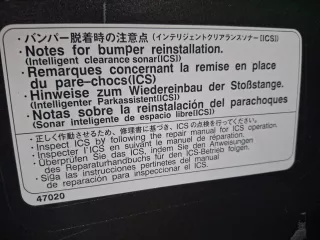 ・バンパー脱着時の注意点 (インテリジェントクリアランスソナー[ICS])
・Notes for bumper reinstallation.
(Intelligent clearance sonar[ICS])
・Remarques concernant la remise en place
du pare-chocs(ICS)
・Hinweise zum Wiedereinbau der Stoßstange.
(Intelligenter Parkassistent[ICS])
・Notas sobre la reinstalación del parachoques
(Sonar Inteligente de espacio libre[ICS])
・正しく作動させるため、修理書に基づき、ICS の点検を行ってください。
・Inspect ICS by following the repair manual for ICS operation.
・Inspecter l'ICS en suivant le manuel de réparation.
・Überprüfen Sie das ICS, indem Sie den Anweisungen
des Reparaturhandbuchs für den ICS-Betrieb folgen.
・Siga las instrucciones pertinetes del manual
de reparación para inspeccionar el ICS.
47020